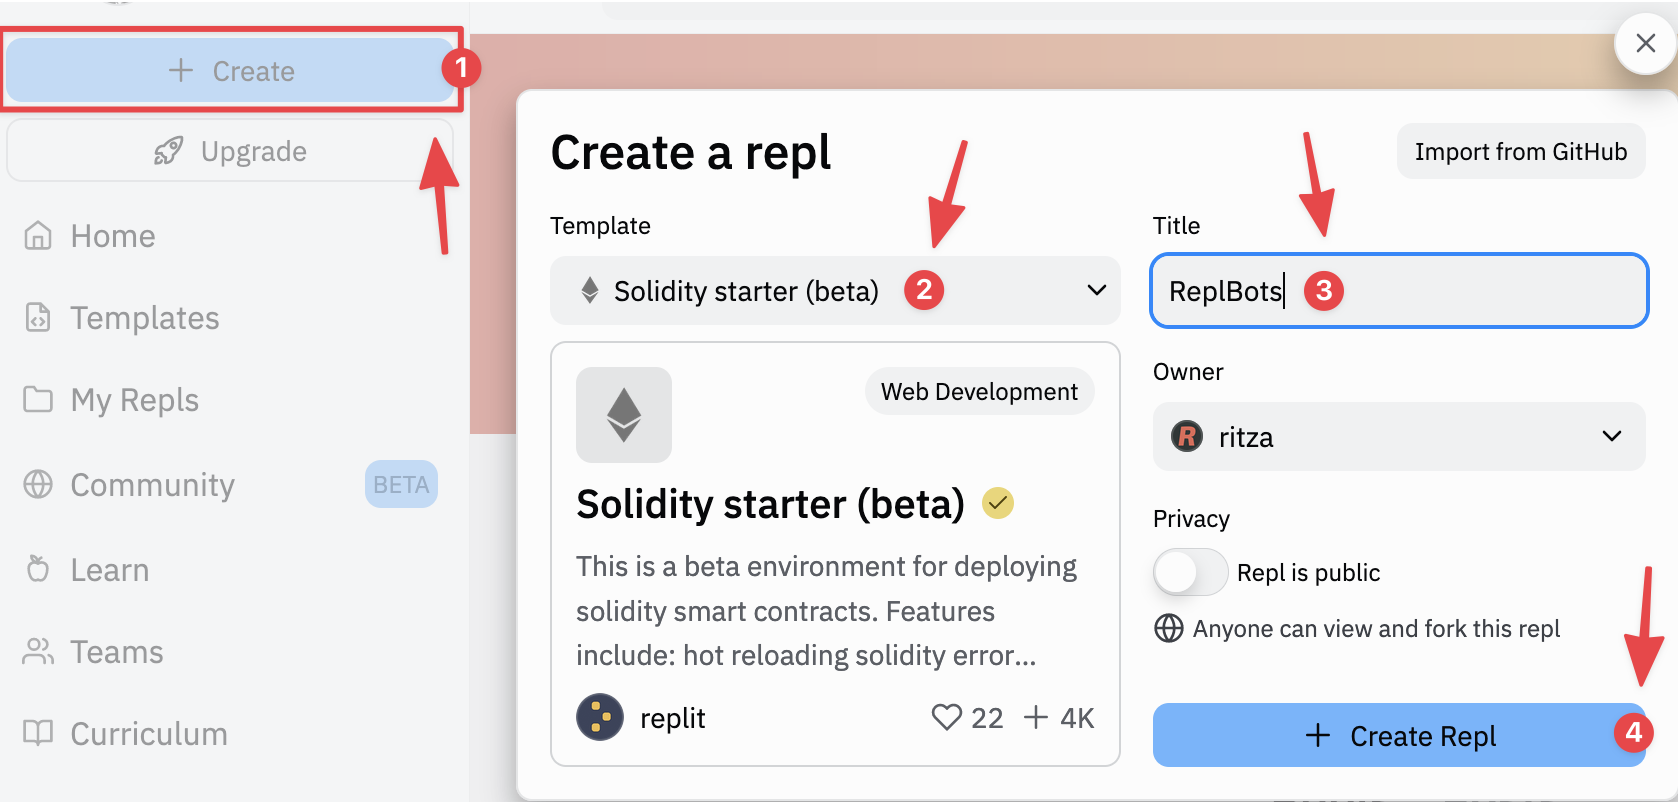 + Create
1
Upgrade
Home
Templates
My Repls
Community
BETA
Learn
Teams
Curriculum
Create a repl
Import from GitHub
Template
Solidity starter (beta)
2
Web Development
Solidity starter (beta)
This is a beta environment for deploying
solidity smart contracts. Features
include: hot reloading solidity error...
replit
22
+ 4K
Title
ReplBots
3
Owner
R
ritza
Privacy
Repl is public
Anyone can view and fork this repl
+ Create Repl
4